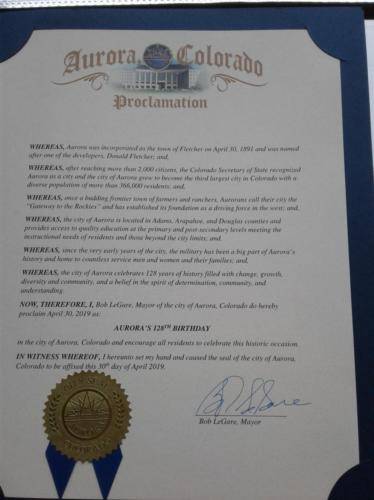 Aurora Colorado
Proclamation
WHEREAS, Aurora was incorporated as the town of Fletcher on April 30, 1891 and was named
after one of the developers, Donald Fletcher; and,
WHEREAS, after reaching more than 2,000 citizens, the Colorado Secretary of State recognized
Aurora as a city and the city of Aurora grew to become the third largest city in Colorado with a
diverse population of more than 366,000 residents; and,
WHEREAS, once a budding frontier town of farmers and ranchers, Aurorans call their city the
“Gateway to the Rockies” and has established its foundation as a driving force in the west; and,
WHEREAS, the city of Aurora is located in Adams, Arapahoe, and Douglas counties and
provides access to quality education at the primary and post-secondary levels meeting the
instructional needs of residents and those beyond the city limits; and,
WHEREAS, since the very early years of the city, the military has been a big part of Aurora's
history and home to countless service men and women and their families; and,
WHEREAS, the city of Aurora celebrates 128 years of history filled with change, growth,
diversity and community, and a belief in the spirit of determination, community, and
understanding.
NOW, THEREFORE, I, Bob LeGare, Mayor of the city of Aurora, Colorado do hereby
proclaim April 30, 2019 as:
AURORA'S 128TH BIRTHDAY
in the city of Aurora, Colorado and encourage all residents to celebrate this historic occasion.
IN WITNESS WHEREOF, I hereunto set my hand and caused the seal of the city of Aurora,
Colorado to be affixed this 30th day of April 2019.
Bob LeGare, Mayor